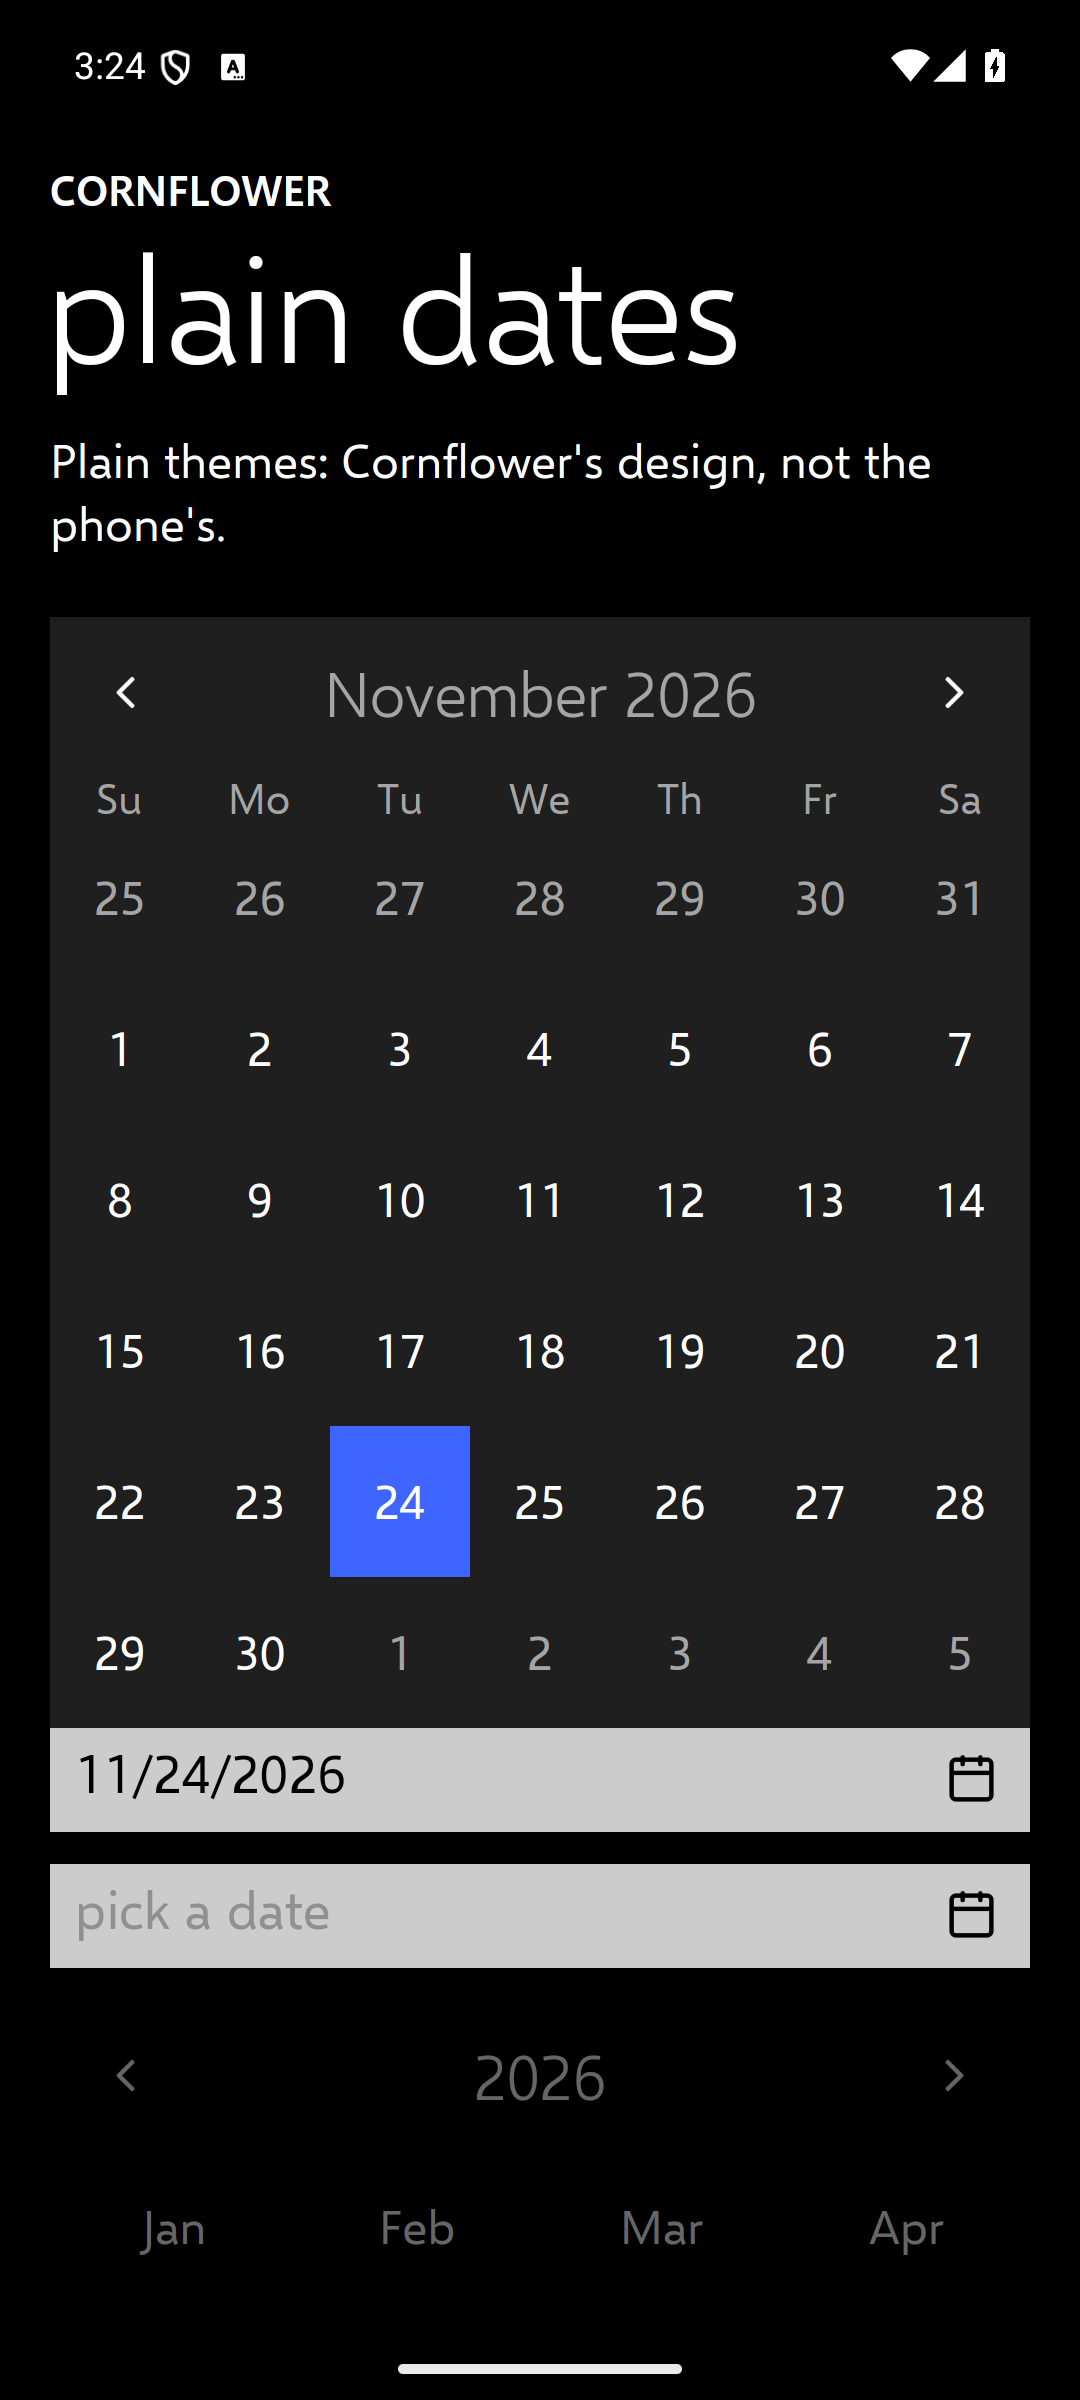 3:24
CORNFLOWER
plain dates
Plain themes: Cornflower's design, not the
phone's.
November 2026
Su Mo Tu We Th Fr Sa
25 26 27 28 29 30 31
1 2 3 4 5 6 7
8 9 10 11 12 13 14
15 16 17 18 19 20 21
22 23 24 25 26 27 28
29 30 1 2 3 4 5
11/24/2026
pick a date
2026
Jan Feb Mar Apr